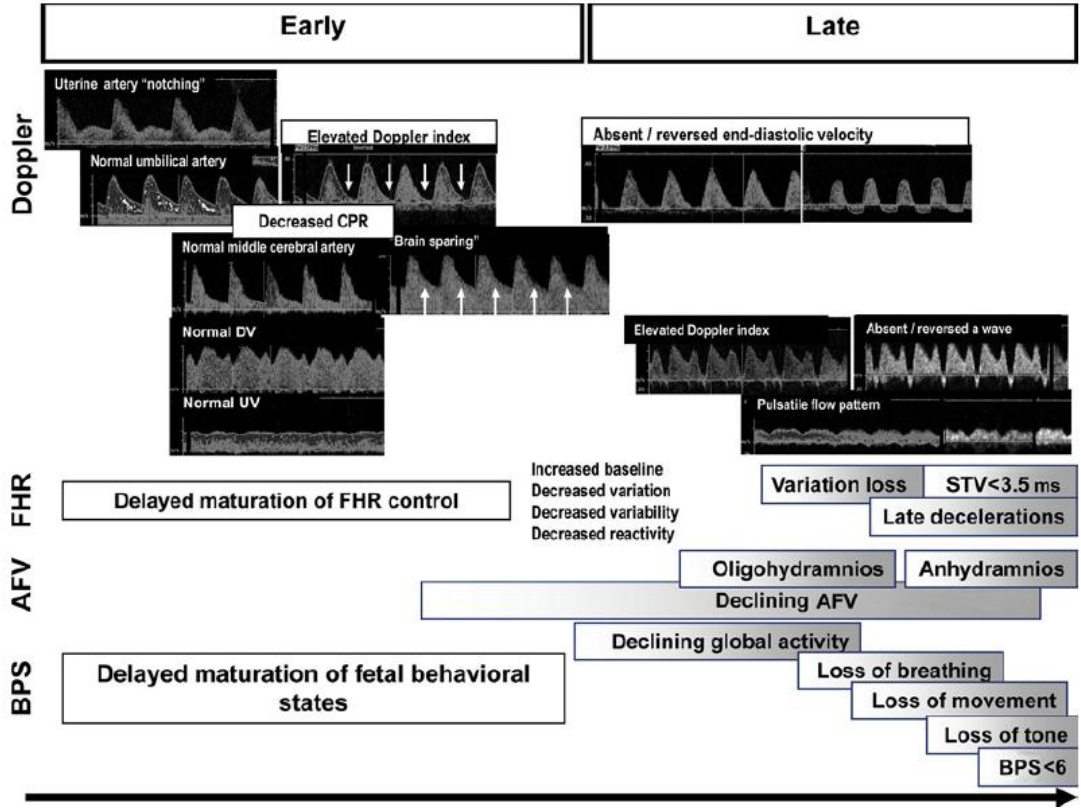 Early
Late
Doppler
Uterine artery “notching”
Normal umbilical artery
Elevated Doppler index
Decreased CPR
Normal middle cerebral artery
Brain sparing”
Absent / reversed end-diastolic velocity
Normal DV
Normal UV
Elevated Doppler index
Absent / reversed a wave
Pulsatile flow pattern
FHR
Delayed maturation of FHR control
Increased baseline
Decreased variation
Decreased variability
Decreased reactivity
Variation loss
STV<3.5 ms
Late decelerations
AFV
Oligohydramnios
Anhydramnios
Declining AFV
BPS
Delayed maturation of fetal behavioral
states
Declining global activity
Loss of breathing
Loss of movement
Loss of tone
BPS<6